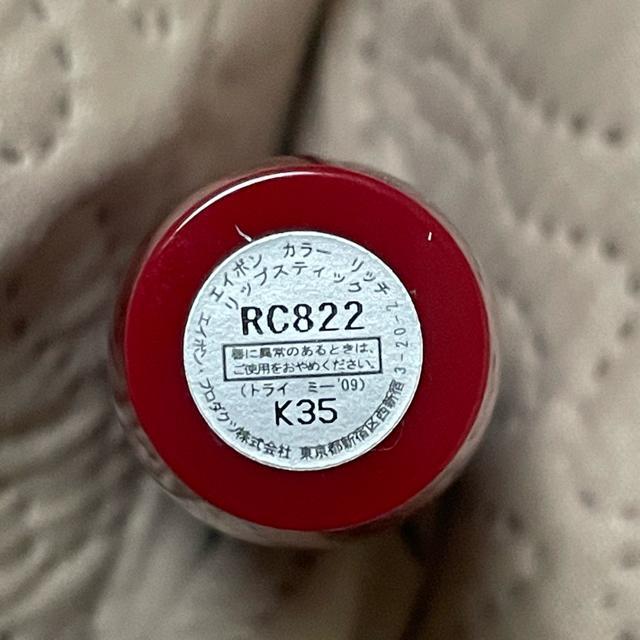 エイボン カラー リッチ
リップスティック
RC822
唇に異常のあるときは、
ご使用をおやめください。
(トライ ミー'09)
K35
エイボン・プロダクツ株式会社 東京都新宿区西新宿3-20-2